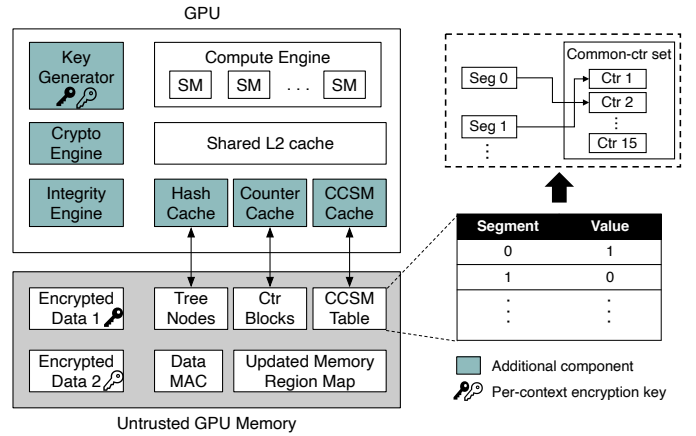 GPU
Key
Generator
Compute Engine
SM SM . . . SM
Crypto
Engine
Shared L2 cache
Integrity
Engine
Hash
Cache
Counter
Cache
CCSM
Cache
Encrypted
Data 1
Tree
Nodes
Ctr
Blocks
CCSM
Table
Encrypted
Data 2
Data
MAC
Updated Memory
Region Map
Untrusted GPU Memory
Common-ctr set
Seg 0
Ctr 1
Ctr 2
Seg 1
Ctr 15
Segment Value
0 1
1 0
Additional component
Per-context encryption key